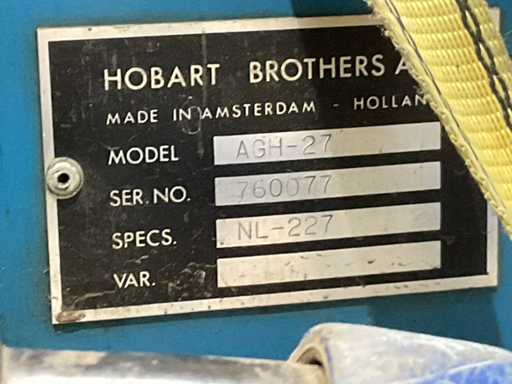 HOBART BROTHERS A
MADE IN AMSTERDAM - HOLLAN
MODEL AGH-27
SER. NO. 760077
SPECS. NL-227
VAR. -